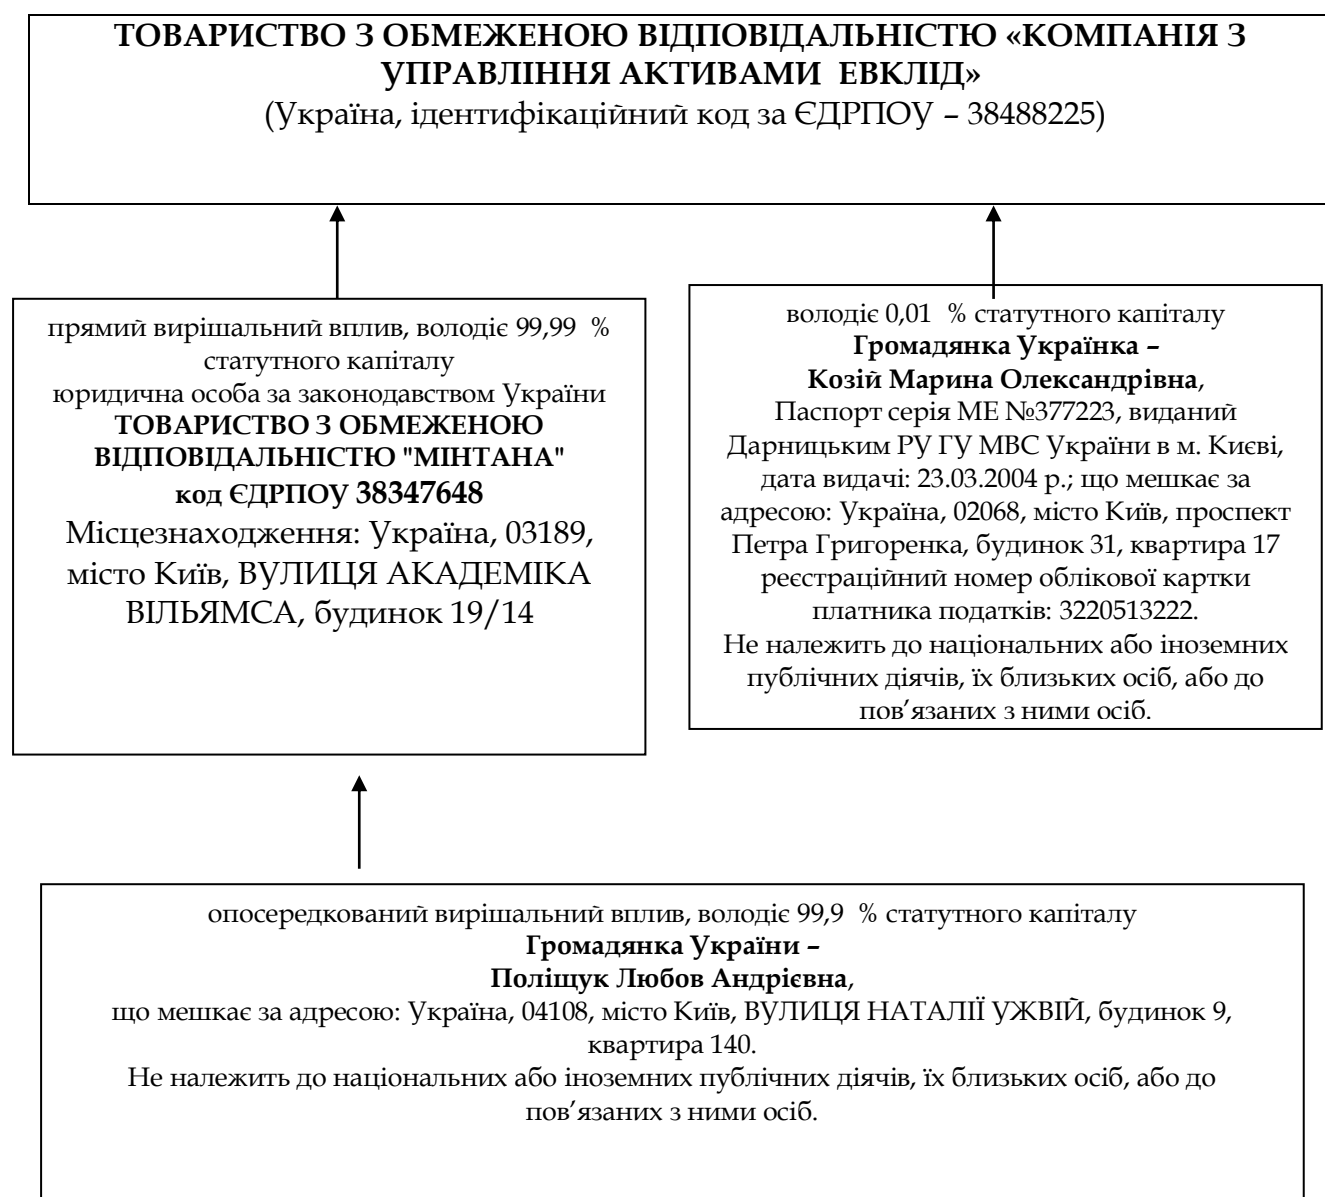 ТОВАРИСТВО З ОБМЕЖЕНОЮ ВІДПОВІДАЛЬНІСТЮ «КОМПАНІЯ З
УПРАВЛІННЯ АКТИВАМИ ЕВКЛІД»
(Україна, ідентифікаційний код за ЄДРПОУ – 38488225)
прямий вирішальний вплив, володіє 99,99 %
статутного капіталу
юридична особа за законодавством України
ТОВАРИСТВО З ОБМЕЖЕНОЮ
ВІДПОВІДАЛЬНІСТЮ "МІНТАНА"
код ЄДРПОУ 38347648
Місцезнаходження: Україна, 03189,
місто Київ, ВУЛИЦЯ АКАДЕМІКА
ВІЛЬЯМСА, будинок 19/14
володіє 0,01 % статутного капіталу
Громадянка Українка –
Козій Марина Олександрівна,
Паспорт серія МЕ №377223, виданий
Дарницьким РУ ГУ МВС України в м. Києві,
дата видачі: 23.03.2004 р.; що мешкає за
адресою: Україна, 02068, місто Київ, проспект
Петра Григоренка, будинок 31, квартира 17
реєстраційний номер облікової картки
платника податків: 3220513222.
Не належить до національних або іноземних
публічних діячів, їх близьких осіб, або до
пов’язаних з ними осіб.
опосередкований вирішальний вплив, володіє 99,9 % статутного капіталу
Громадянка України –
Поліщук Любов Андрієвна,
що мешкає за адресою: Україна, 04108, місто Київ, ВУЛИЦЯ НАТАЛІЇ УЖВІЙ, будинок 9,
квартира 140.
Не належить до національних або іноземних публічних діячів, їх близьких осіб, або до
пов’язаних з ними осіб.